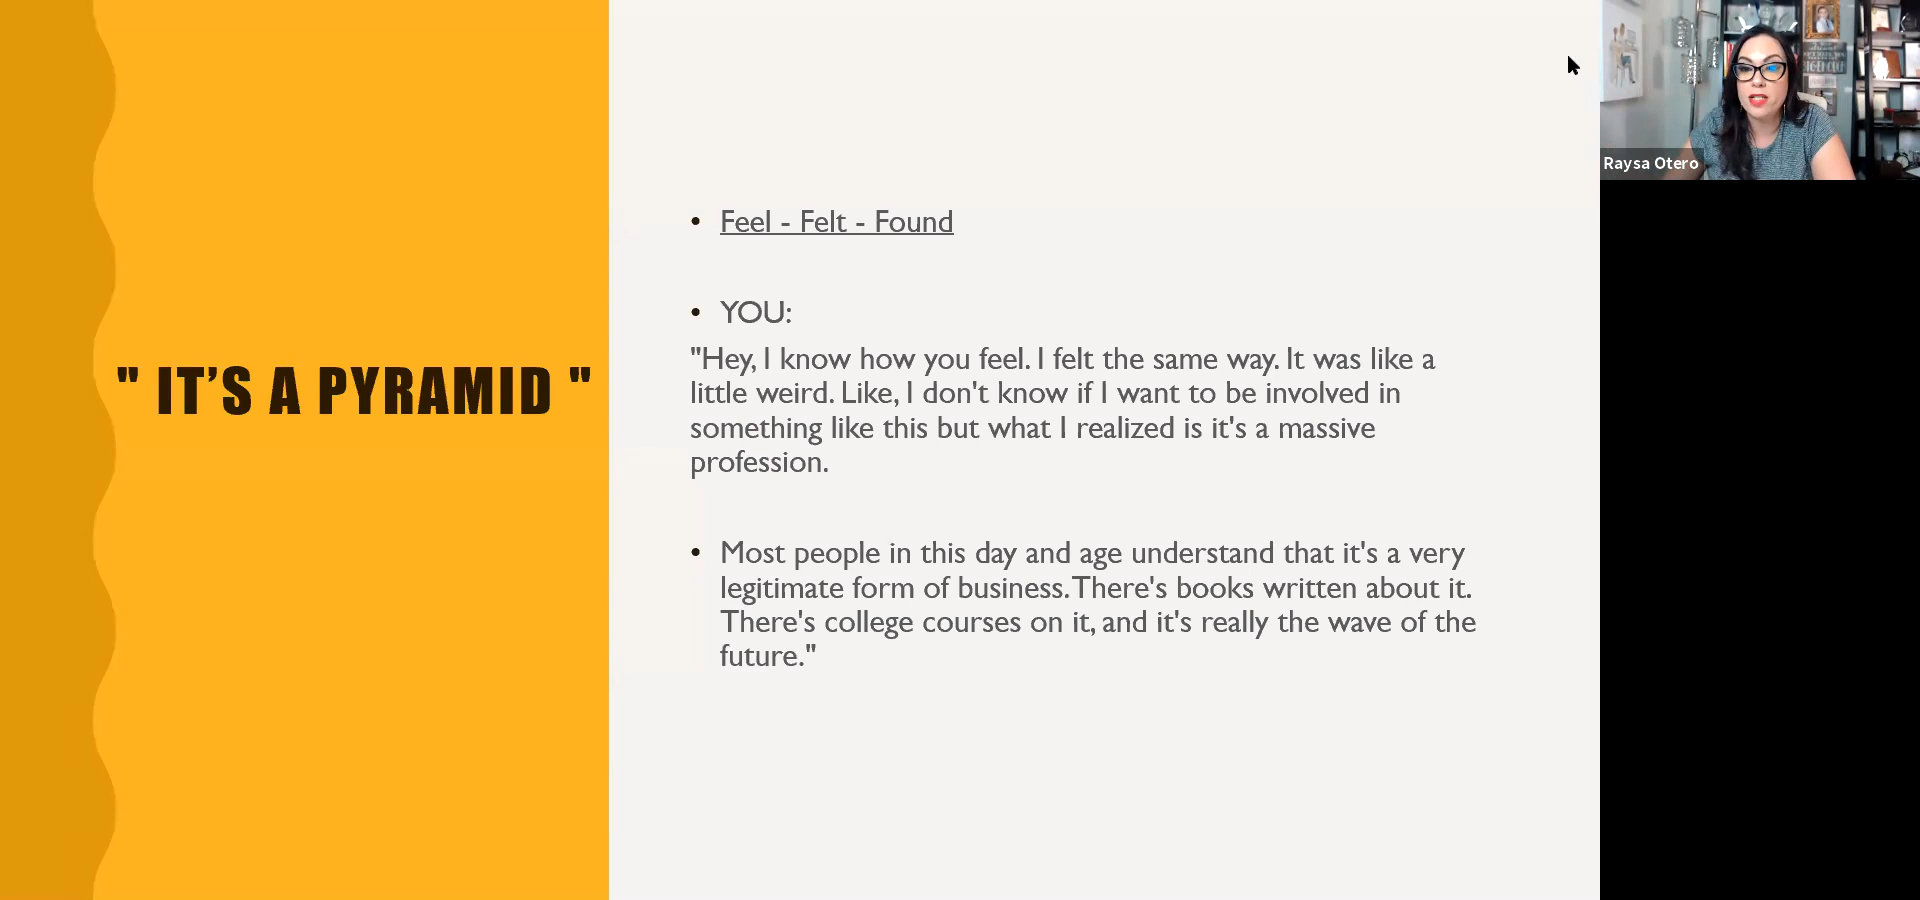 " IT’S A PYRAMID "
• Feel - Felt - Found
• YOU:
"Hey, I know how you feel. I felt the same way. It was like a
little weird. Like, I don't know if I want to be involved in
something like this but what I realized is it's a massive
profession.
• Most people in this day and age understand that it's a very
legitimate form of business. There's books written about it.
There's college courses on it, and it's really the wave of the
future."
Raysa Otero